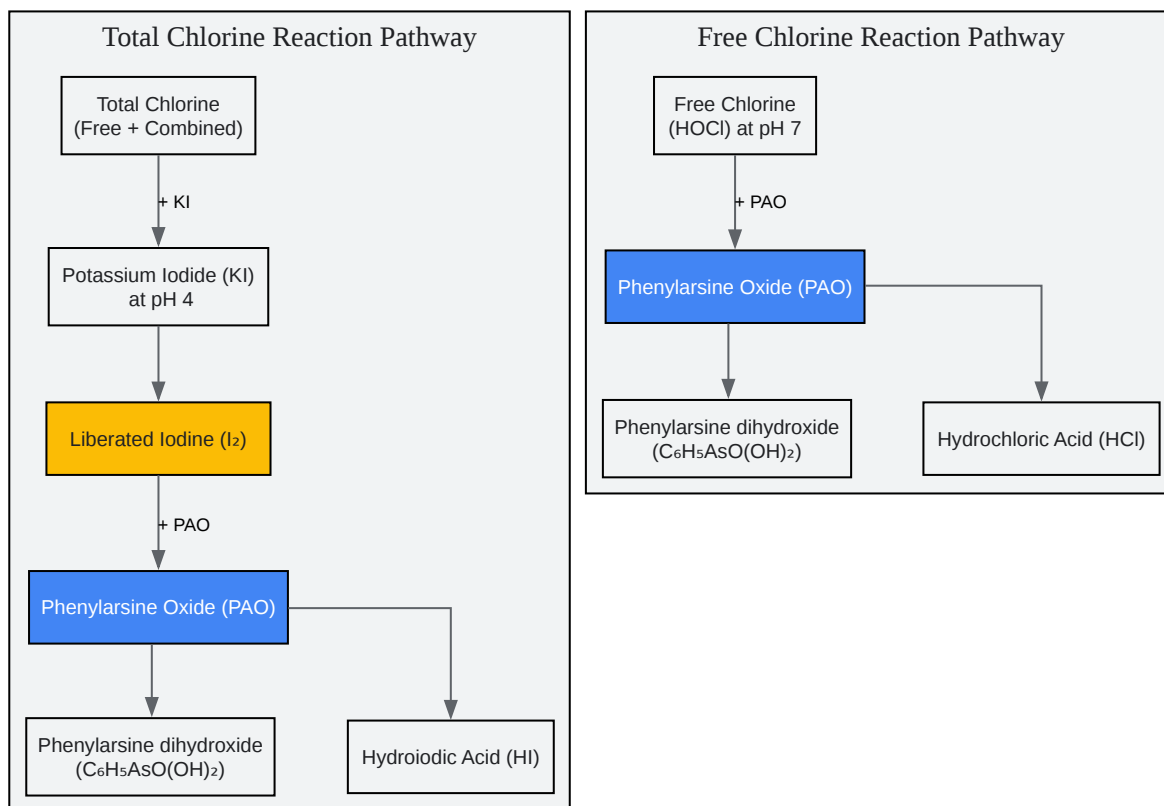 Total Chlorine Reaction Pathway
Total Chlorine
(Free + Combined)
+ KI
Potassium Iodide (KI)
at pH 4
Liberated Iodine (I₂)
+ PAO
Phenylarsine Oxide (PAO)
Phenylarsine dihydroxide
(C₆H₅AsO(OH)₂)
Hydroiodic Acid (HI)
Free Chlorine Reaction Pathway
Free Chlorine
(HOCl) at pH 7
+ PAO
Phenylarsine Oxide (PAO)
Phenylarsine dihydroxide
(C₆H₅AsO(OH)₂)
Hydrochloric Acid (HCl)